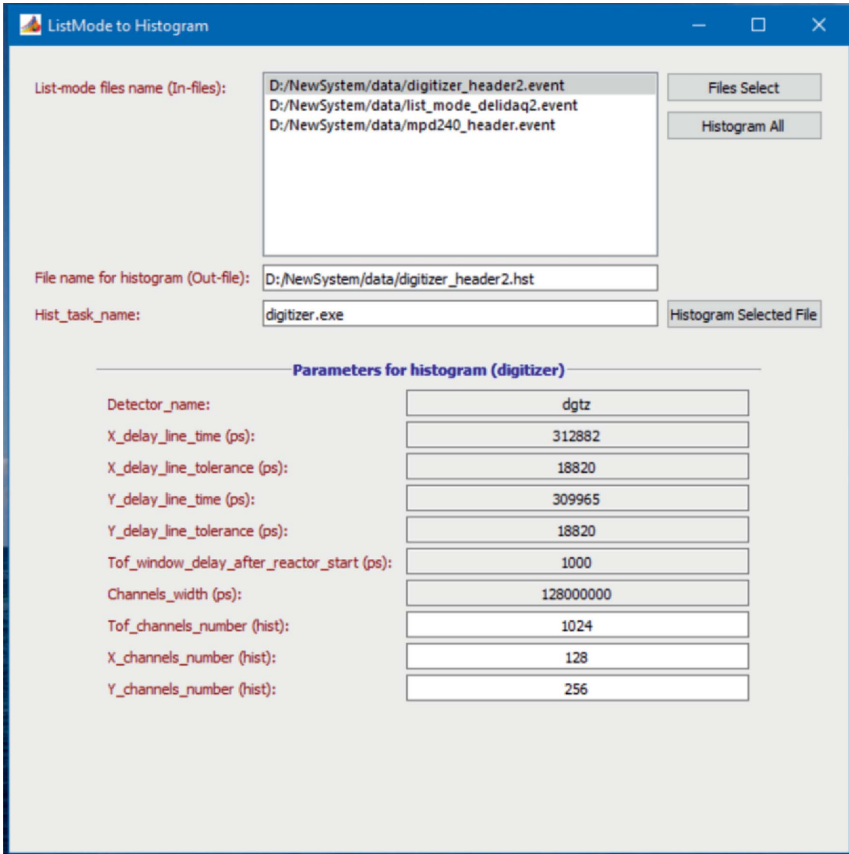 ListMode to Histogram
List-mode files name (In-files):
D:/NewSystem/data/digitizer_header2.event
D:/NewSystem/data/list_mode_delidaq2.event
D:/NewSystem/data/mpd240_header.event
Files Select
Histogram All
File name for histogram (Out-file): D:/NewSystem/data/digitizer_header2.hst
Hist_task_name: digitizer.exe Histogram Selected File
Parameters for histogram (digitizer)
Detector_name: dgtz
X_delay_line_time (ps): 312882
X_delay_line_tolerance (ps): 18820
Y_delay_line_time (ps): 309965
Y_delay_line_tolerance (ps): 18820
Tof_window_delay_after_reactor_start (ps): 1000
Channels_width (ps): 128000000
Tof_channels_number (hist): 1024
X_channels_number (hist): 128
Y_channels_number (hist): 256